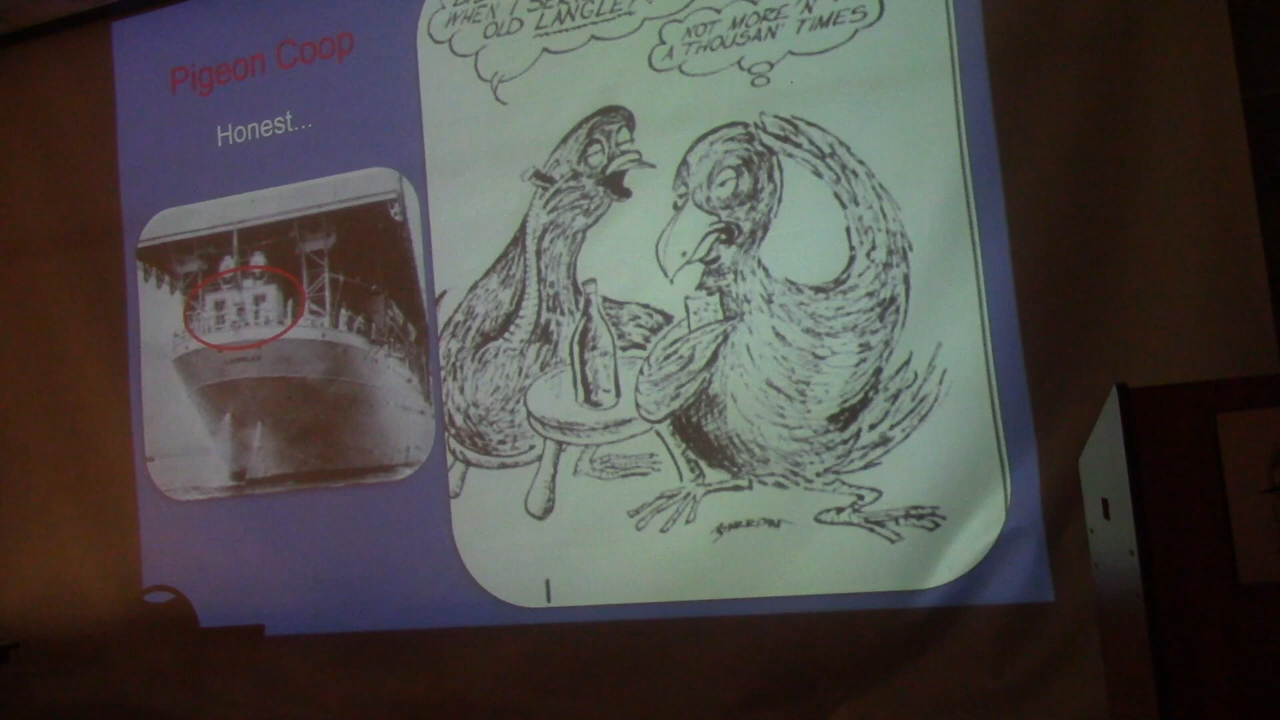 Pigeon Coop
Honest...
WHEN I
OLD LANGLEY
NOT MORE 'N
A THOUSAN' TIMES